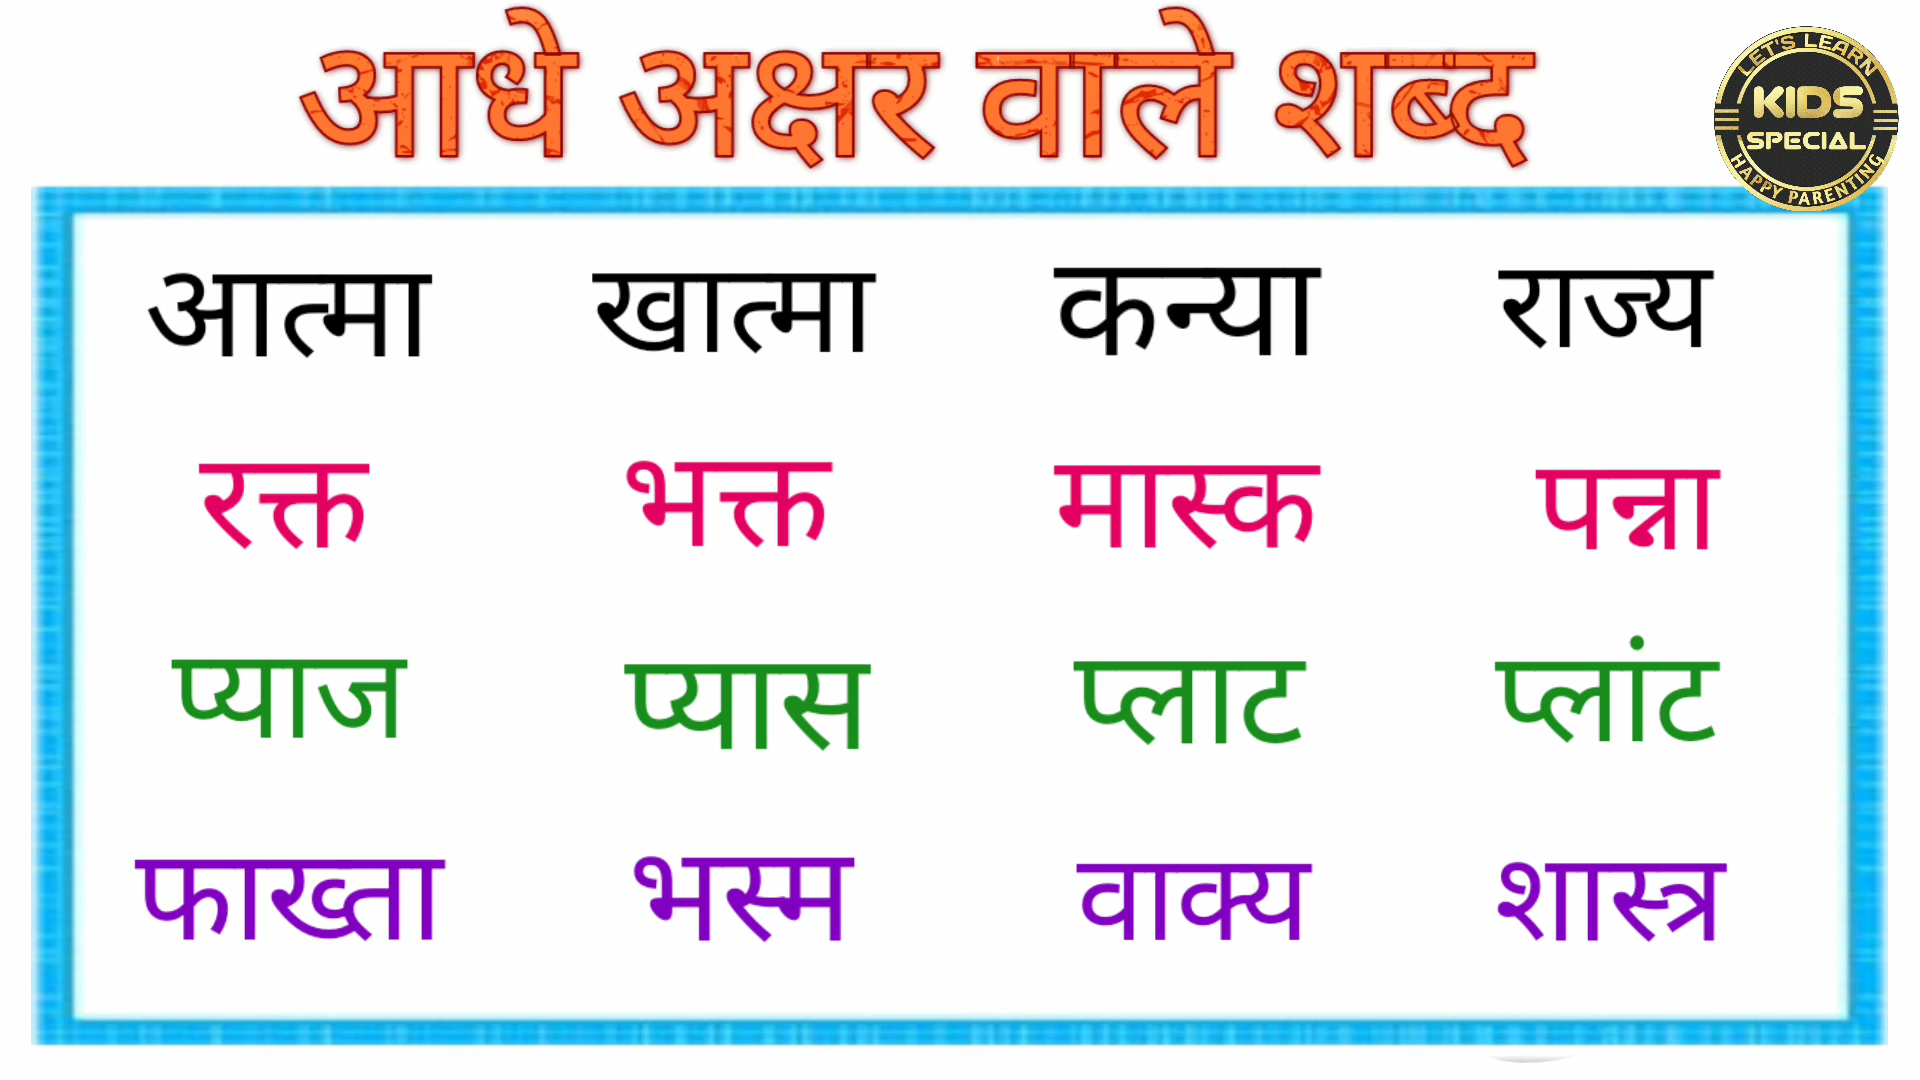 आधे अक्षर वाले शब्द
LET'S LEARN
KIDS
SPECIAL
HAPPY PARENTING
आत्मा खात्मा कन्या राज्य
रक्त भक्त मास्क पन्ना
प्याज प्यास प्लाट प्लांट
फाख्ता भस्म वाक्य शास्त्र